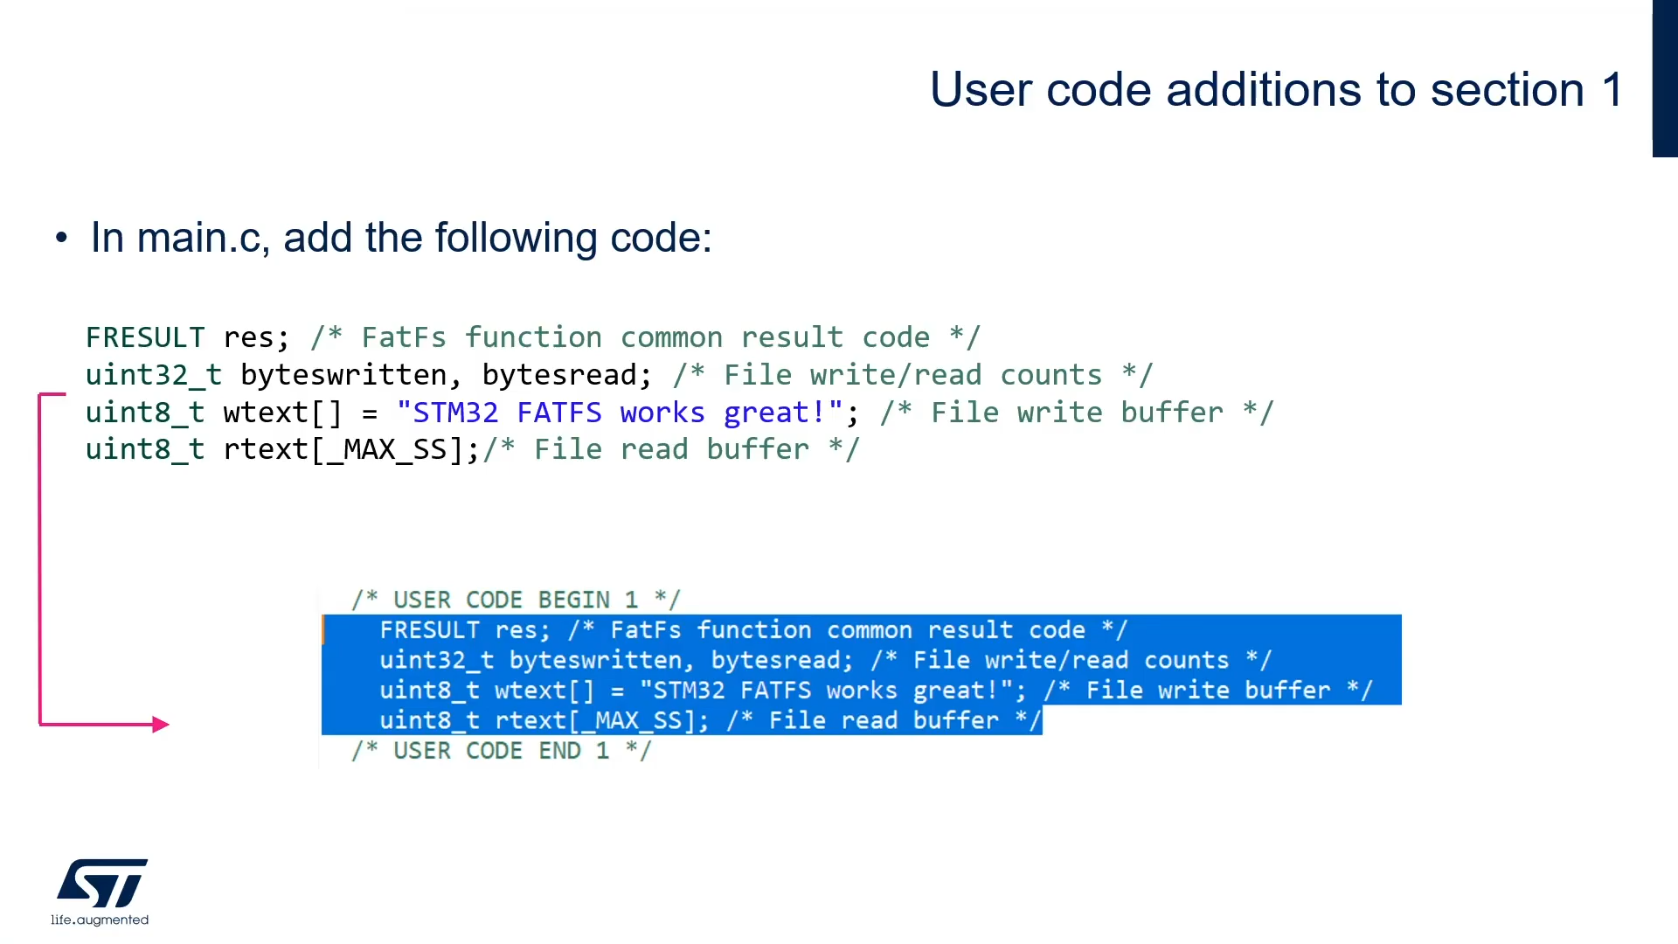 User code additions to section 1
• In main.c, add the following code:
FRESULT res; /* FatFs function common result code */
uint32_t byteswritten, bytesread; /* File write/read counts */
uint8_t wtext[] = "STM32 FATFS works great!"; /* File write buffer */
uint8_t rtext[_MAX_SS];/* File read buffer */
/* USER CODE BEGIN 1 */
FRESULT res; /* FatFs function common result code */
uint32_t byteswritten, bytesread; /* File write/read counts */
uint8_t wtext[] = "STM32 FATFS works great!"; /* File write buffer */
uint8_t rtext[_MAX_SS]; /* File read buffer */
/* USER CODE END 1 */
ST
life.augmented